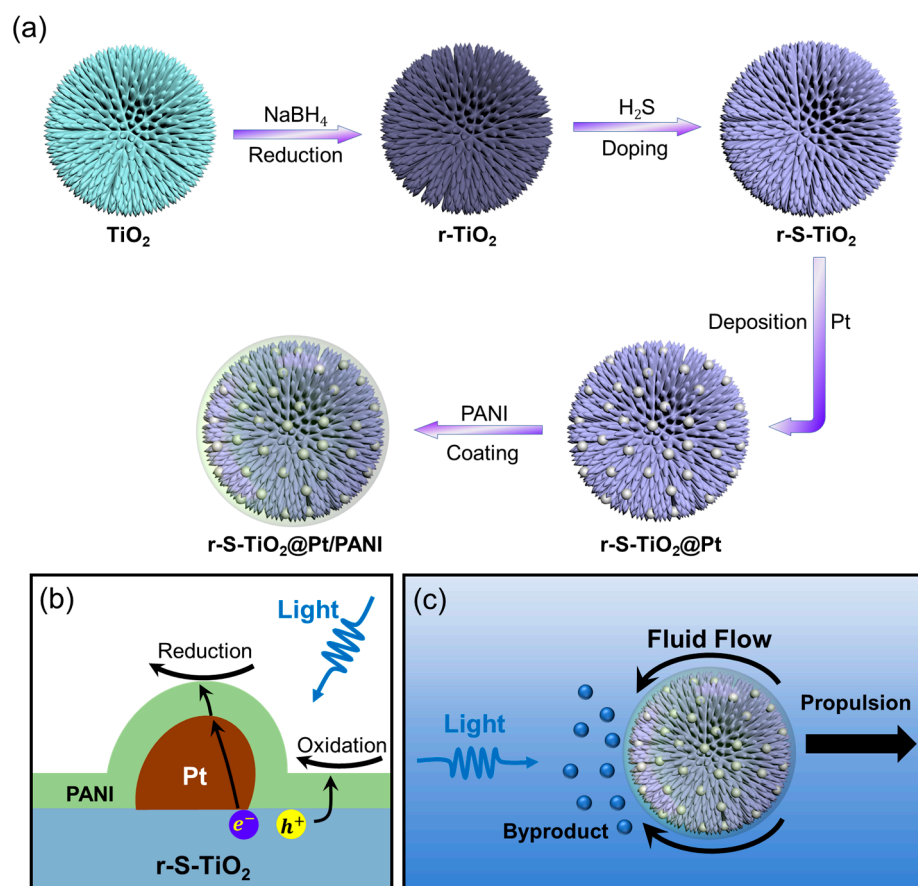 (a)
NaBH₄
Reduction
H₂S
Doping
TiO₂
r-TiO₂
r-S-TiO₂
Deposition Pt
PANI
Coating
r-S-TiO₂@Pt/PANI
r-S-TiO₂@Pt
(b)
Light
Reduction
Oxidation
Pt
PANI
e⁻ h⁺
r-S-TiO₂
(c)
Fluid Flow
Propulsion
Light
Byproduct